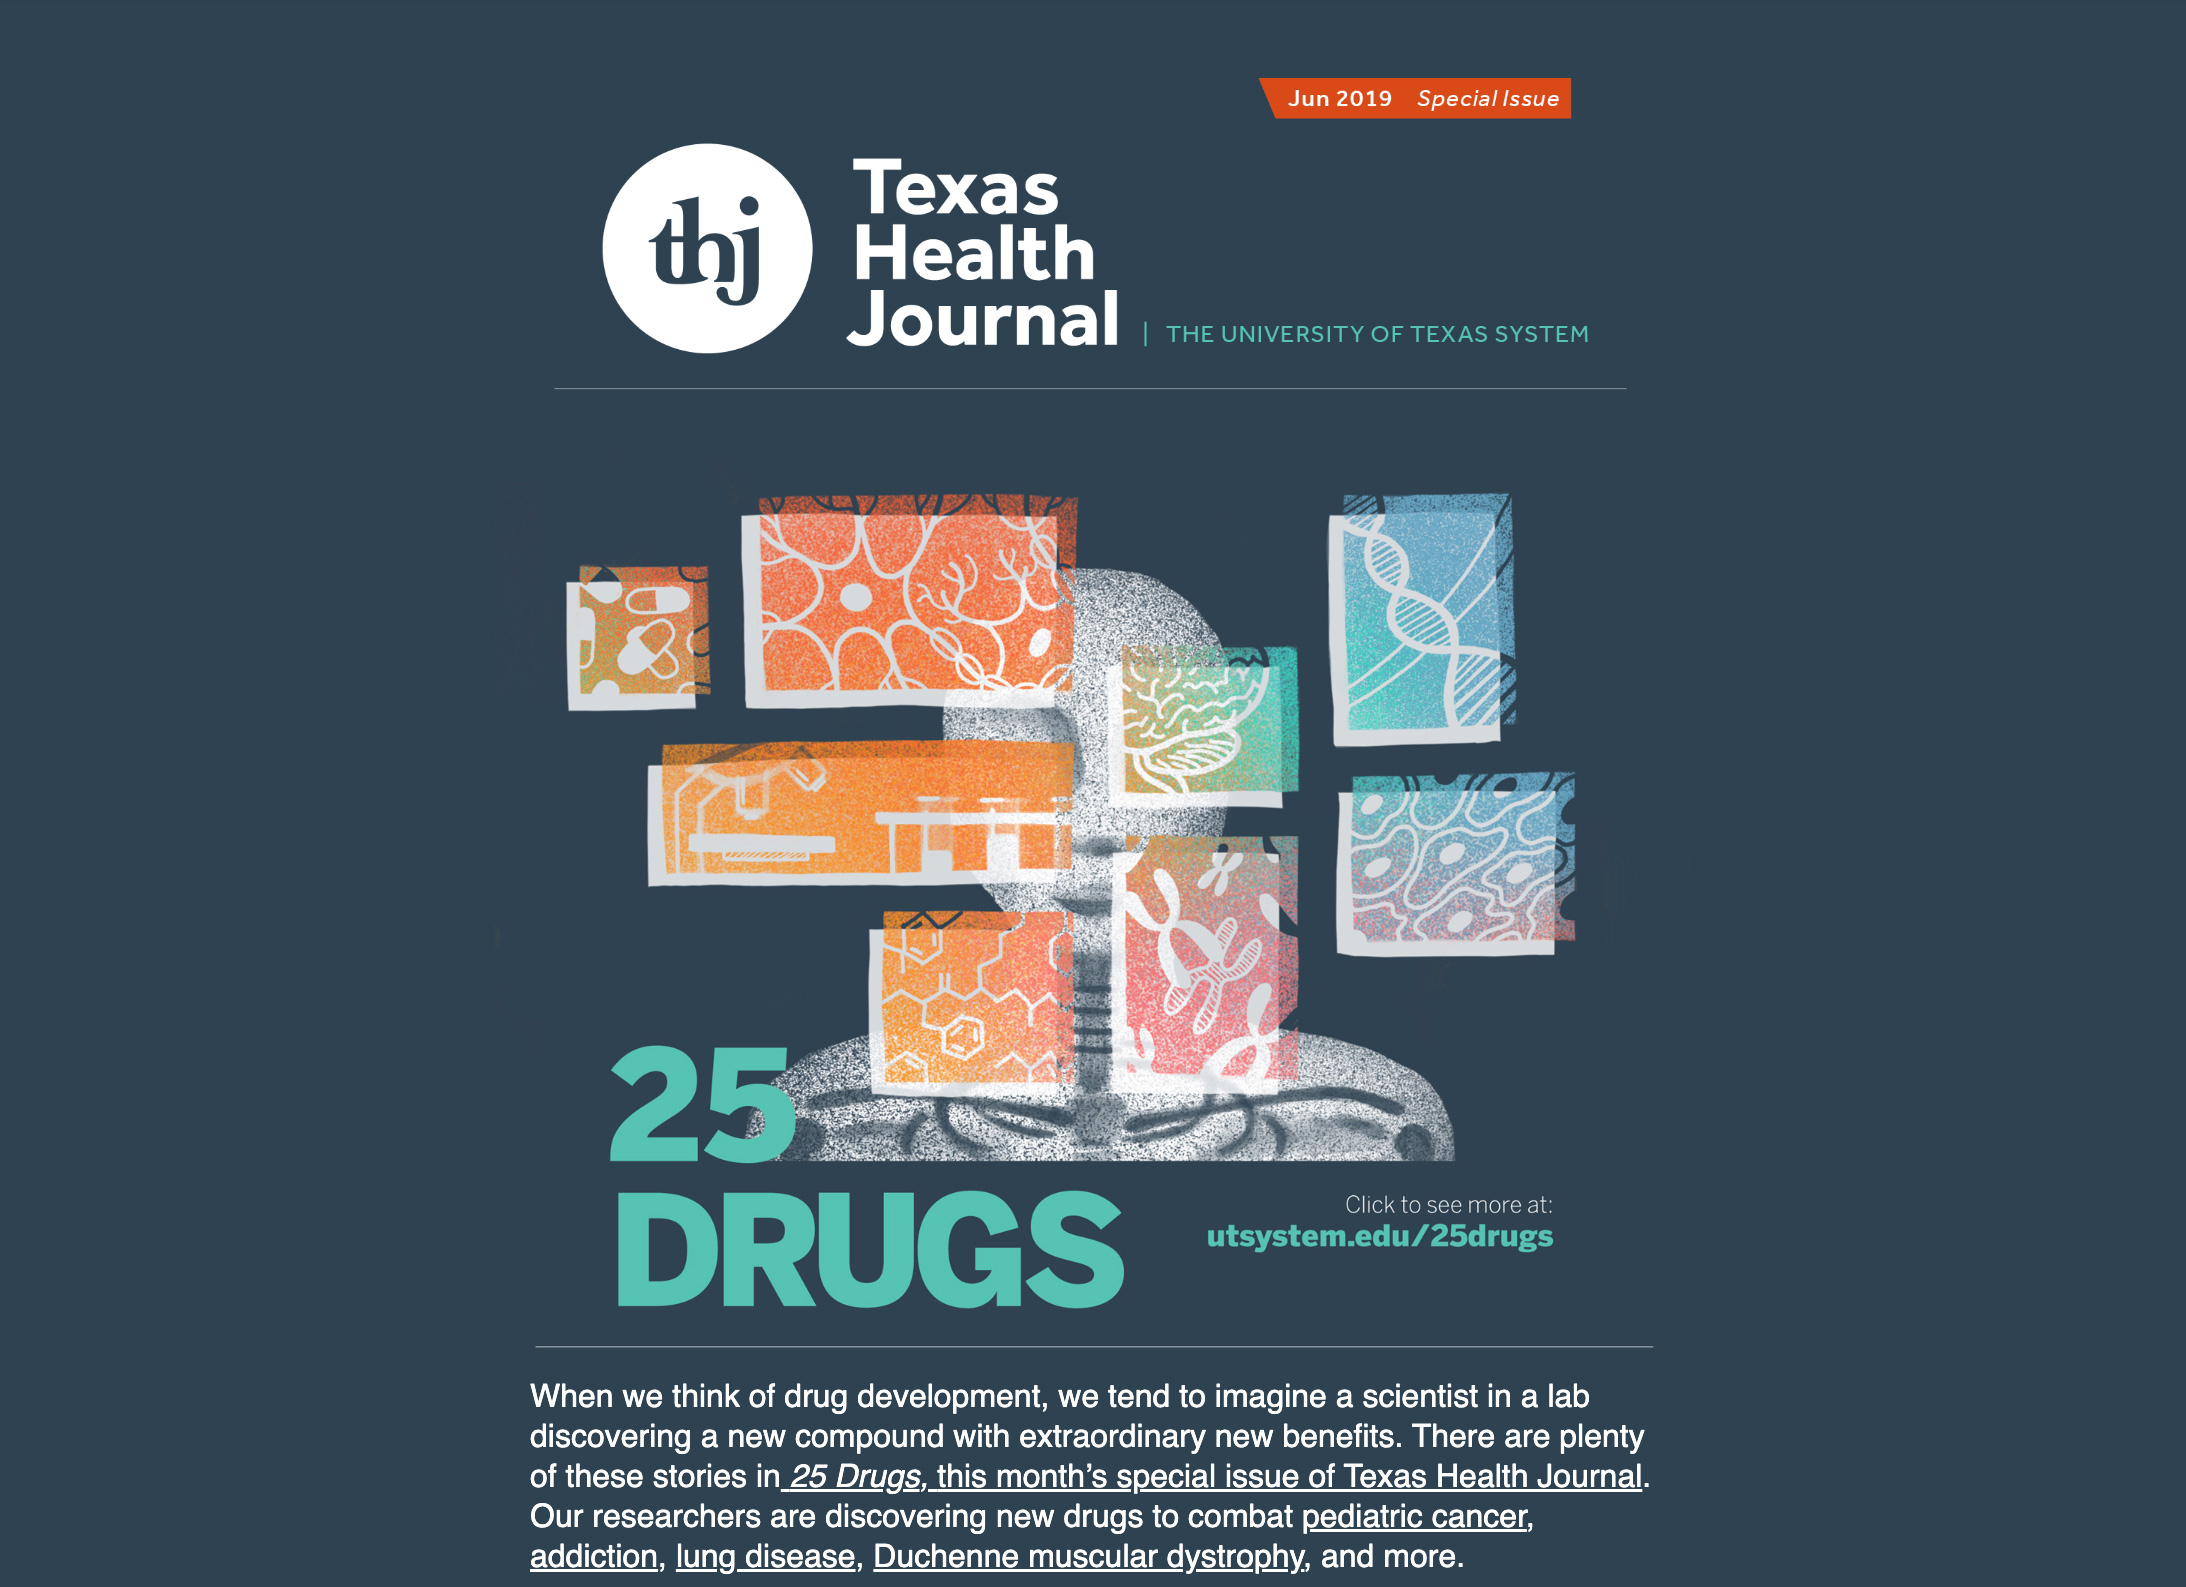 Jun 2019 Special Issue
thj
Texas
Health
Journal | THE UNIVERSITY OF TEXAS SYSTEM
25
DRUGS
Click to see more at:
utsystem.edu/25drugs
When we think of drug development, we tend to imagine a scientist in a lab
discovering a new compound with extraordinary new benefits. There are plenty
of these stories in 25 Drugs, this month’s special issue of Texas Health Journal.
Our researchers are discovering new drugs to combat pediatric cancer,
addiction, lung disease, Duchenne muscular dystrophy, and more.